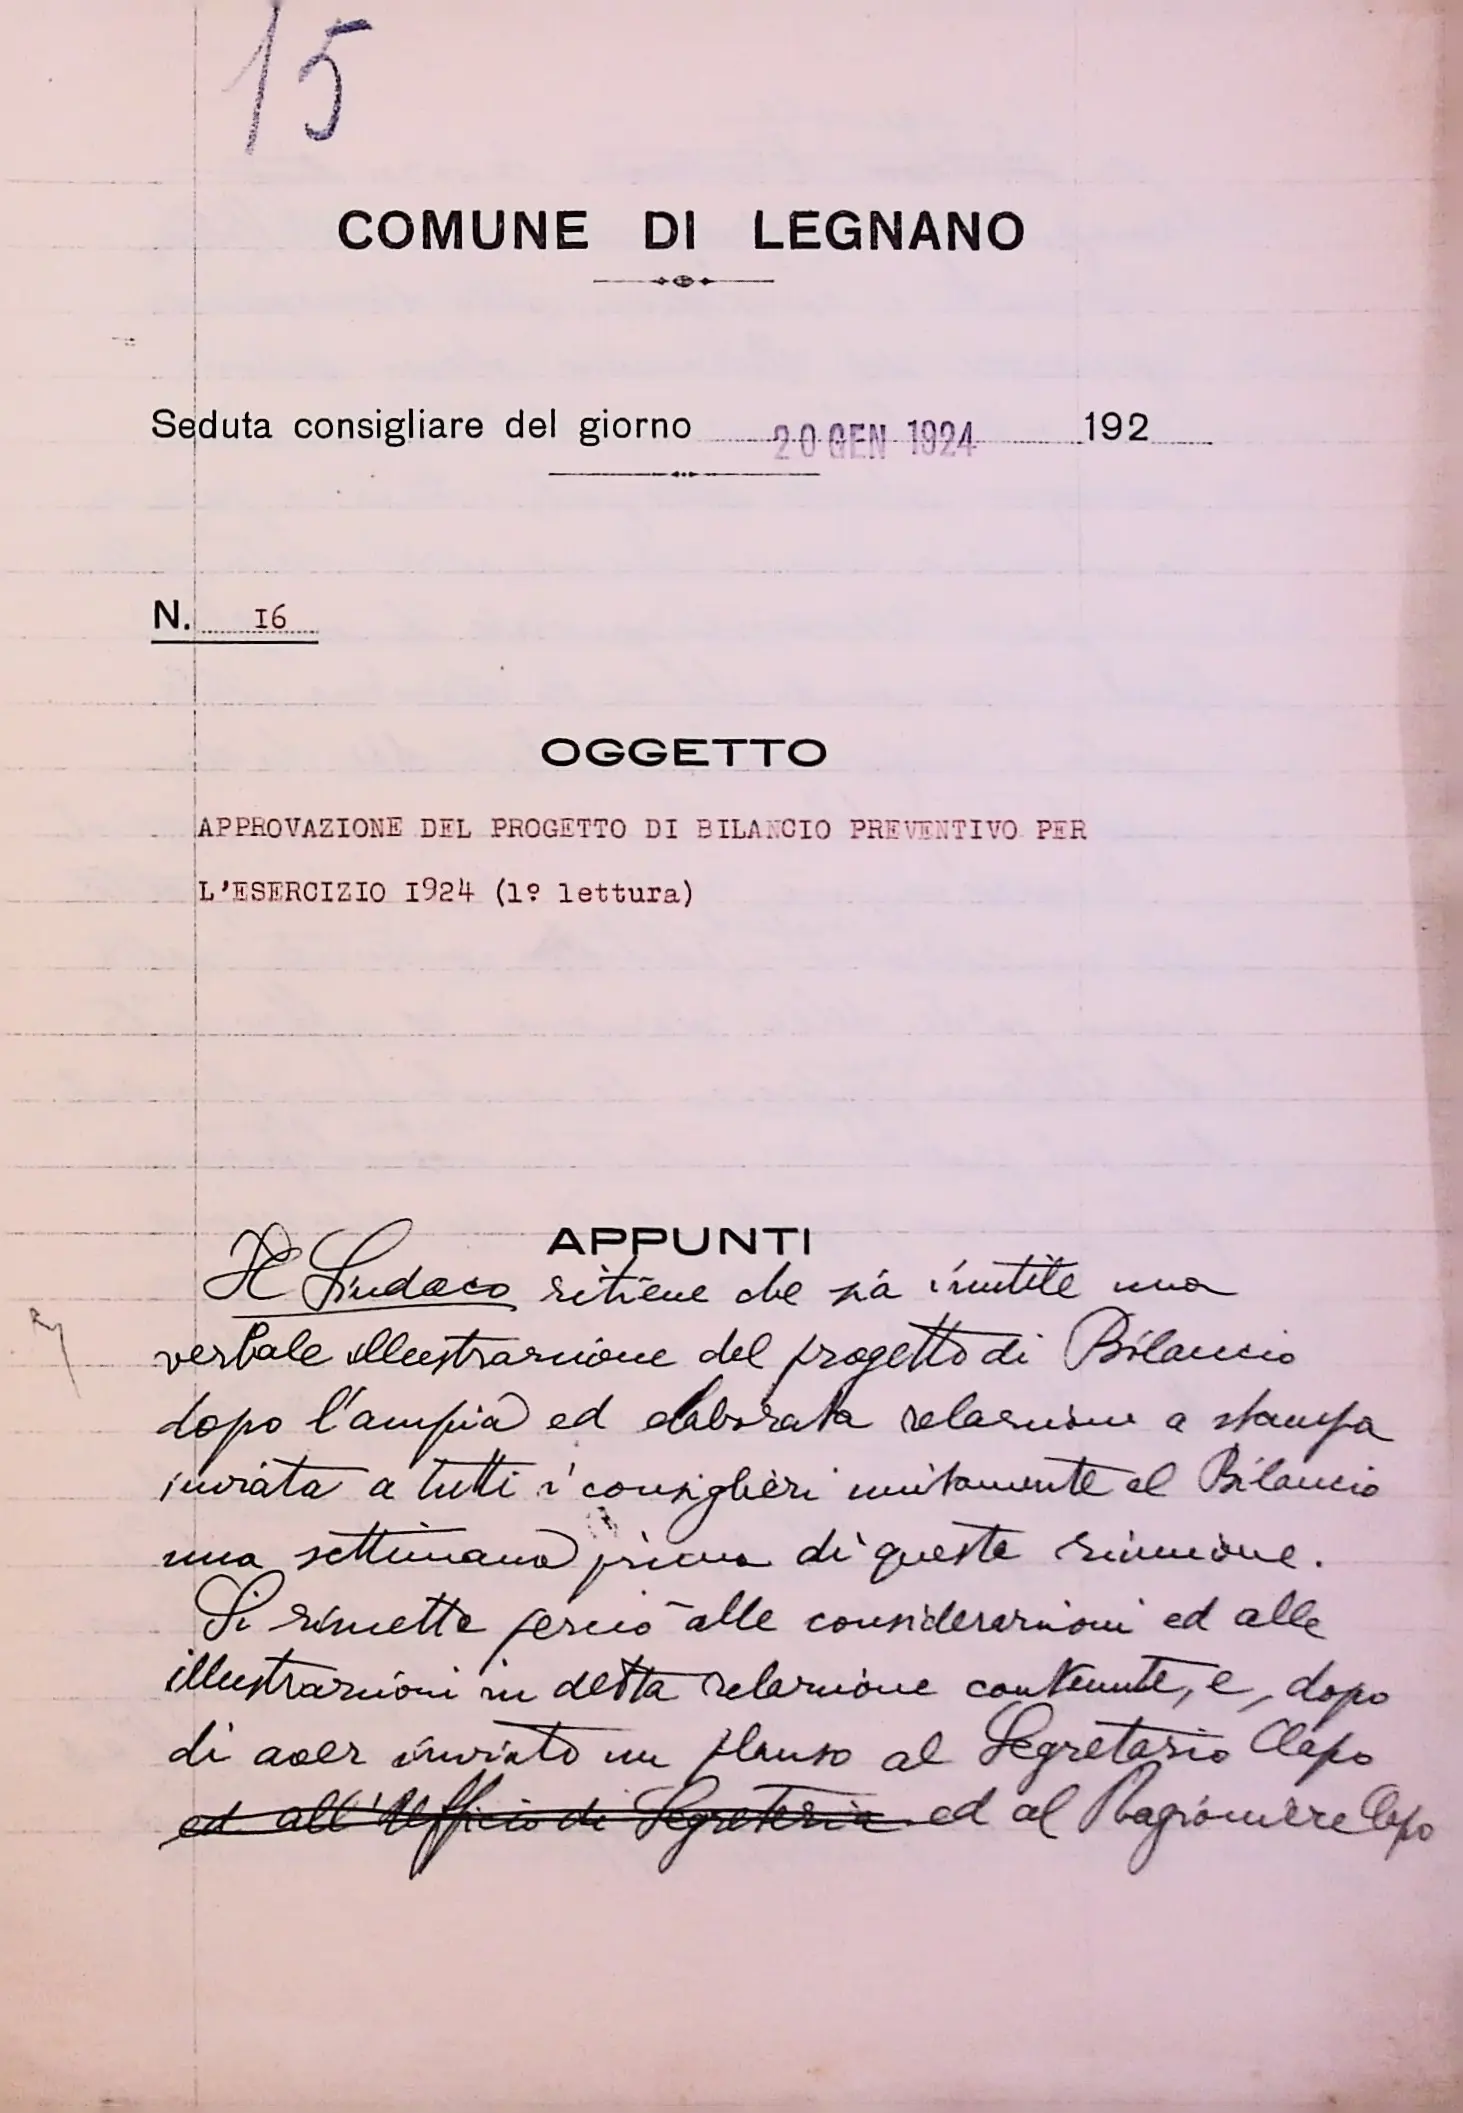 15
COMUNE DI LEGNANO
Seduta consigliare del giorno 20 GEN 1924 192
N. 16
OGGETTO
APPROVAZIONE DEL PROGETTO DI BILANCIO PREVENTIVO PER
L'ESERCIZIO 1924 (1º lettura)
APPUNTI
Il Sindaco ritiene che sia inutile una
verbale illustrazione del progetto di Bilancio
dopo l'ampia ed elaborata relazione a stampa
inviata a tutti i consiglieri unitamente al Bilancio
una settimana prima di questa riunione.
Si rimette perciò alle considerazioni ed alle
illustrazioni in detta relazione contenute, e, dopo
di aver inviato un plauso al Segretario Capo
ed all'Ufficio di Segreteria ed al Ragioniere Capo